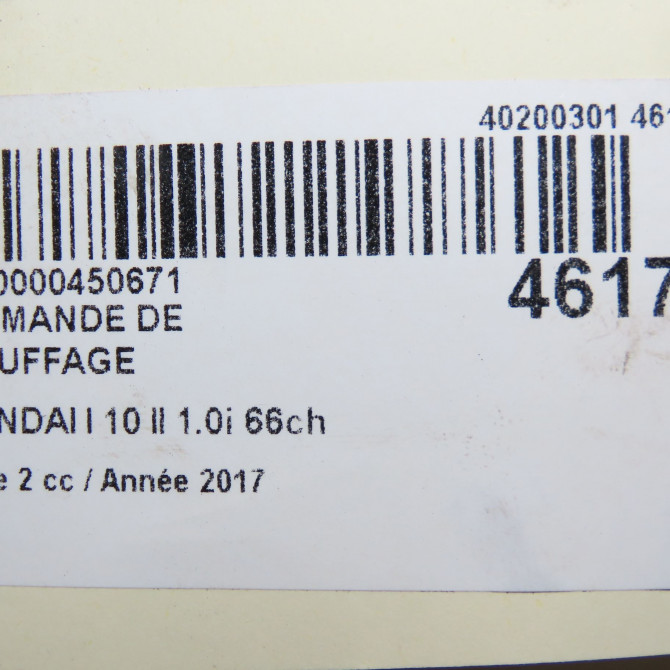 40200301 461
0000450671
4617
MANDE DE
UFFAGE
NDAI I 10 II 1.0i 66ch
e 2 cc / Année 2017